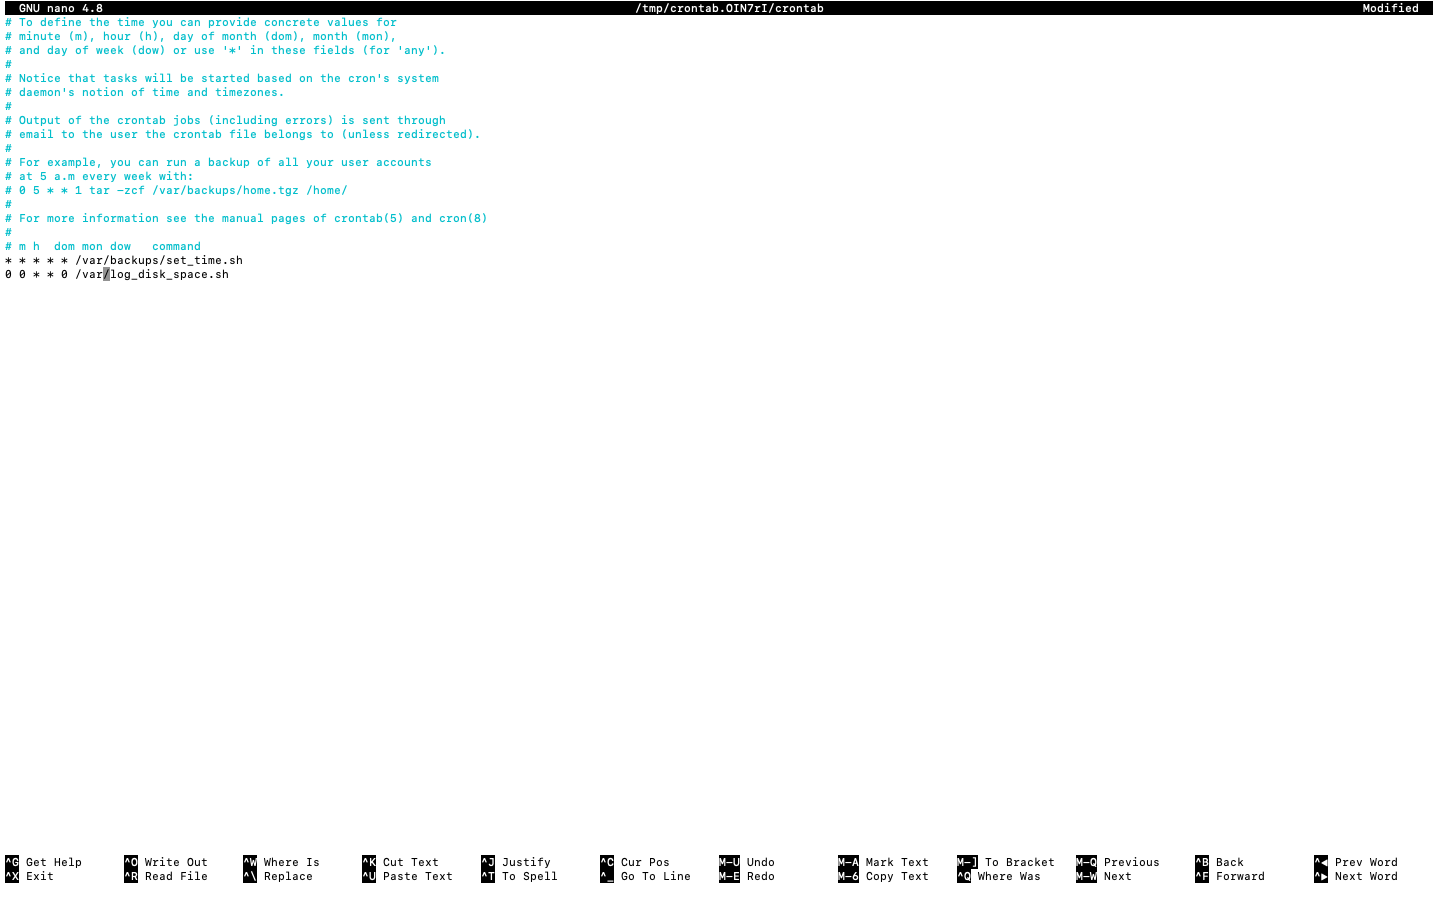 GNU nano 4.8 /tmp/crontab.OIN7rI/crontab Modified
# To define the time you can provide concrete values for
# minute (m), hour (h), day of month (dom), month (mon),
# and day of week (dow) or use '*' in these fields (for 'any').
#
# Notice that tasks will be started based on the cron's system
# daemon's notion of time and timezones.
#
# Output of the crontab jobs (including errors) is sent through
# email to the user the crontab file belongs to (unless redirected).
#
# For example, you can run a backup of all your user accounts
# at 5 a.m every week with:
# 0 5 * * 1 tar -zcf /var/backups/home.tgz /home/
#
# For more information see the manual pages of crontab(5) and cron(8)
#
# m h  dom mon dow   command
* * * * * /var/backups/set_time.sh
0 0 * * 0 /var/log_disk_space.sh
^G Get Help ^O Write Out ^W Where Is ^K Cut Text ^J Justify ^C Cur Pos M-U Undo M-A Mark Text M-] To Bracket M-Q Previous ^B Back ^◀ Prev Word
^X Exit ^R Read File ^\ Replace ^U Paste Text ^T To Spell ^_ Go To Line M-E Redo M-6 Copy Text ^Q Where Was M-W Next ^F Forward ^▶ Next Word